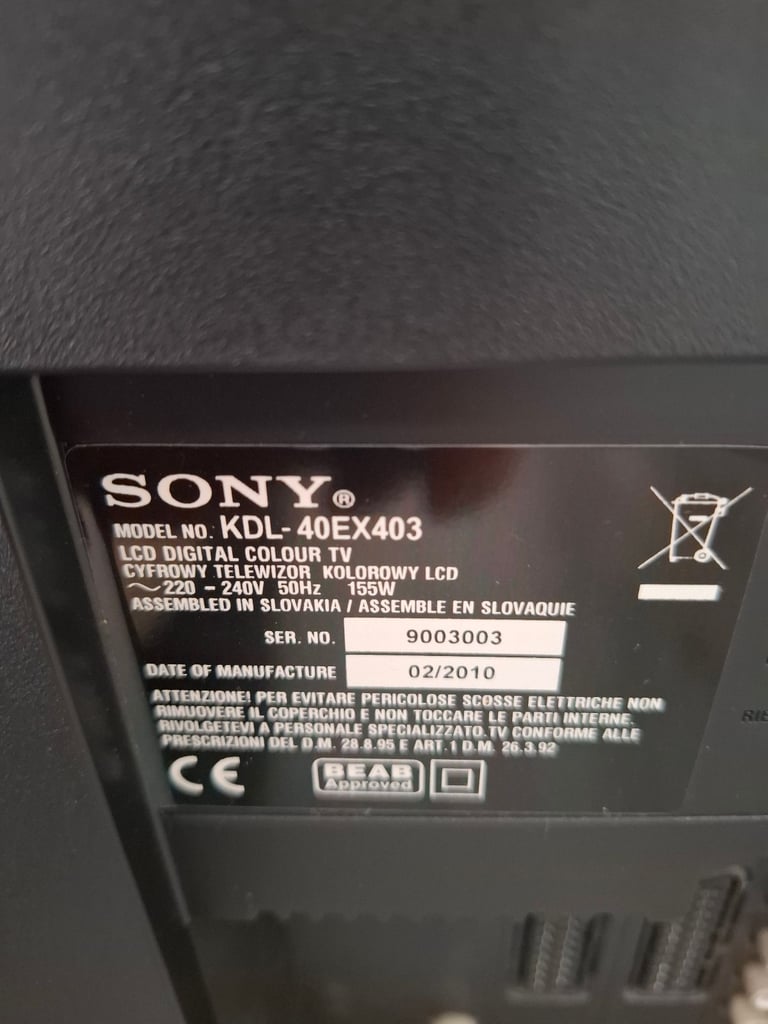 SONY®
MODEL NO. KDL-40EX403
LCD DIGITAL COLOUR TV
CYFROWY TELEWIZOR KOLOROWY LCD
~220 - 240V 50Hz 155W
ASSEMBLED IN SLOVAKIA / ASSEMBLE EN SLOVAQUIE
SER. NO. 9003003
DATE OF MANUFACTURE 02/2010
ATTENZIONE! PER EVITARE PERICOLOSE SCOSSE ELETTRICHE NON
RIMUOVERE IL COPERCHIO E NON TOCCARE LE PARTI INTERNE.
RIVOLGETEVI A PERSONALE SPECIALIZZATO.TV CONFORME ALLE
PRESCRIZIONI DEL D.M. 28.8.95 E ART.1 D.M. 26.3.92
CE
BEAB
Approved